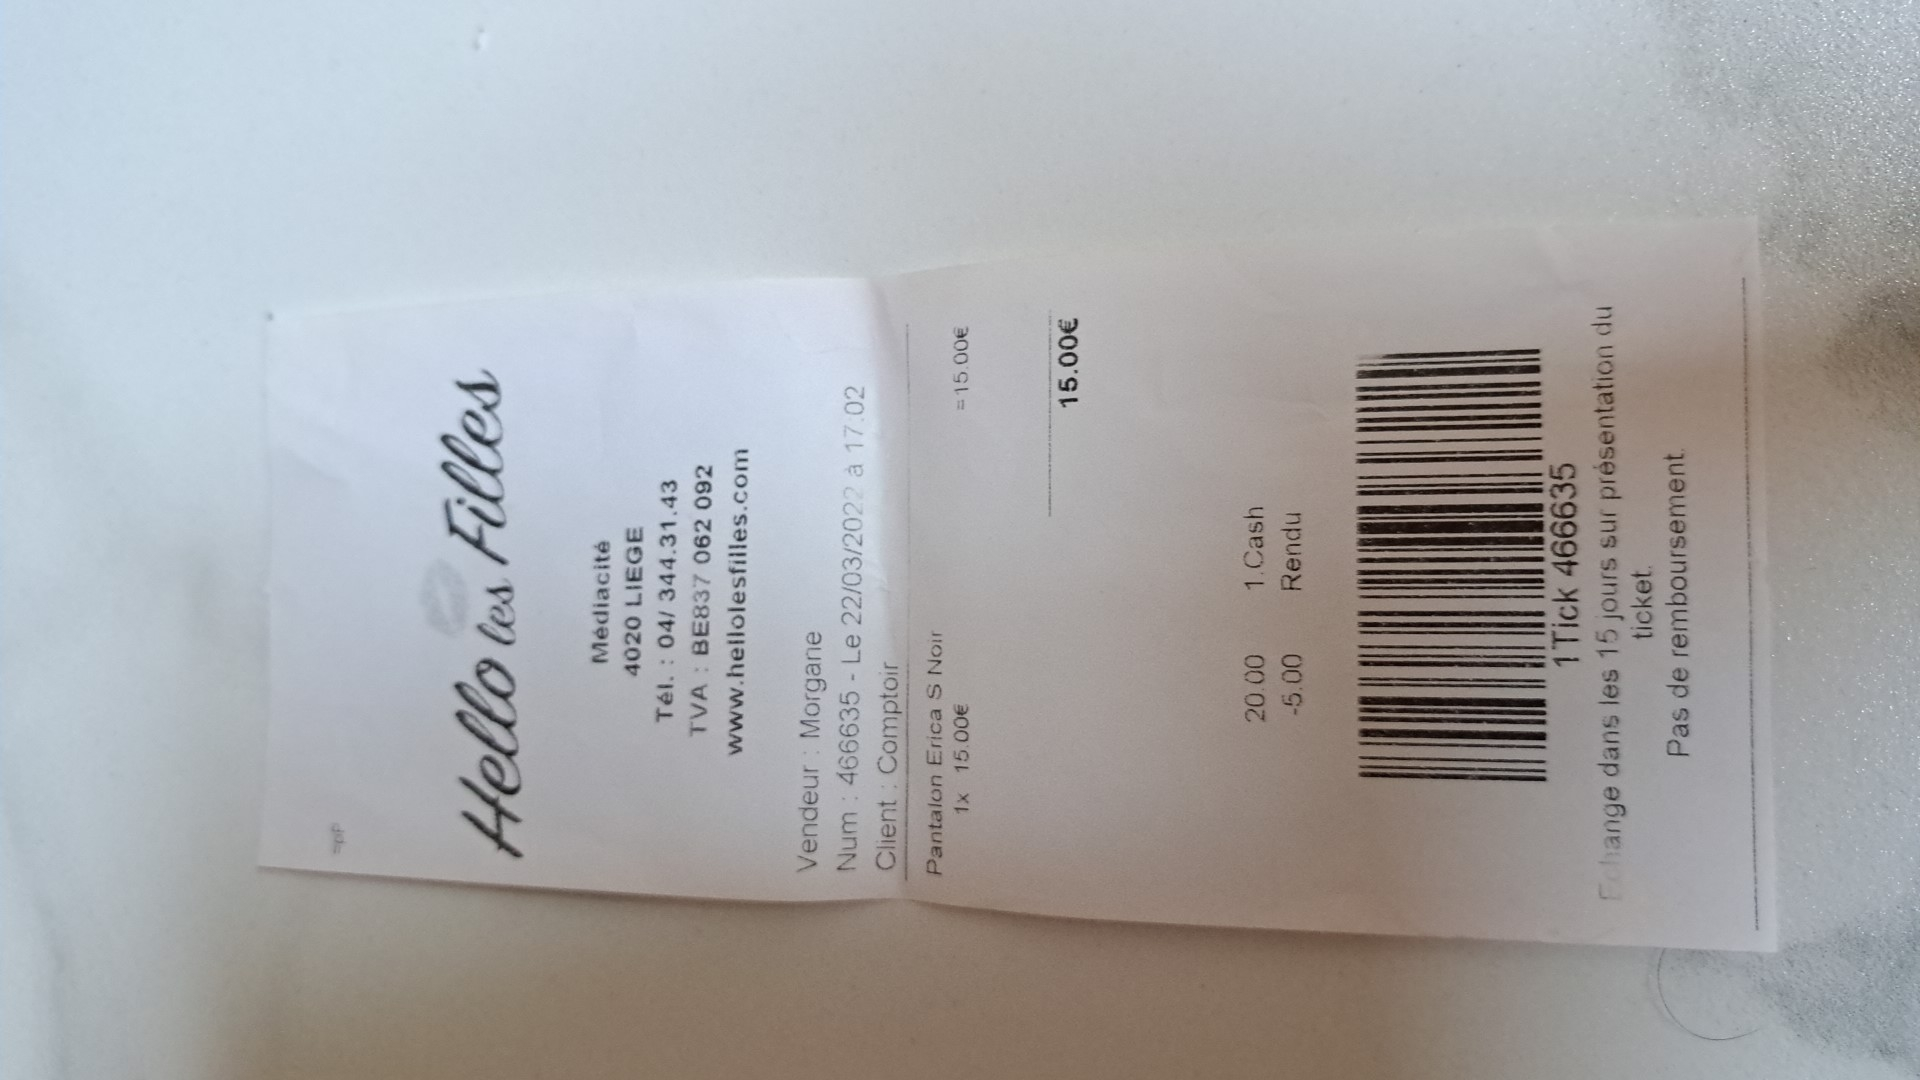 Hello les Filles
Médiacité
4020 LIEGE
Tél. : 04/ 344.31.43
TVA : BE837 062 092
www.hellolesfilles.com
Vendeur : Morgane
Num : 466635 - Le 22/03/2022 à 17.02
Client : Comptoir
Pantalon Erica S Noir
1x 15.00€ =15.00€
15.00€
20.00 1.Cash
-5.00 Rendu
1Tick 466635
Echange dans les 15 jours sur présentation du
ticket.
Pas de remboursement.